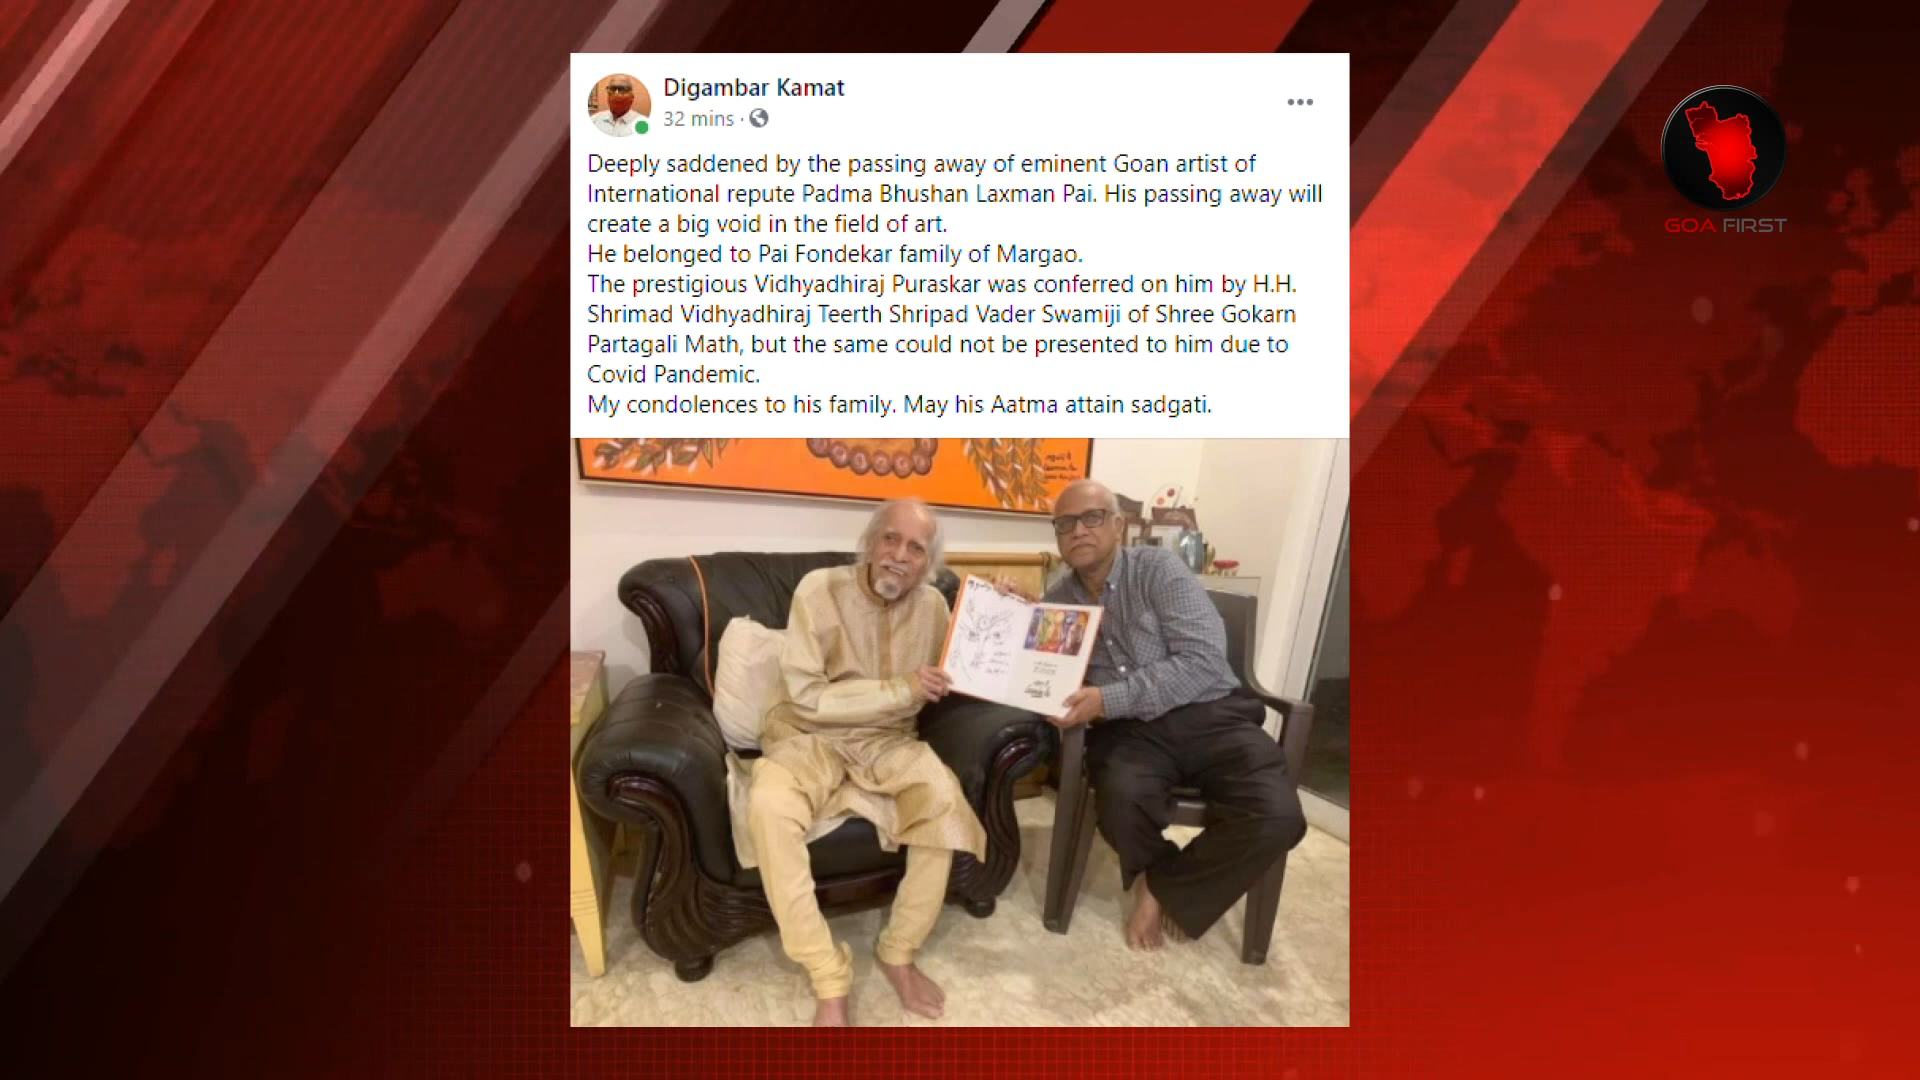 Digambar Kamat
32 mins ·
Deeply saddened by the passing away of eminent Goan artist of
International repute Padma Bhushan Laxman Pai. His passing away will
create a big void in the field of art.
He belonged to Pai Fondekar family of Margao.
The prestigious Vidhyadhiraj Puraskar was conferred on him by H.H.
Shrimad Vidhyadhiraj Teerth Shripad Vader Swamiji of Shree Gokarn
Partagali Math, but the same could not be presented to him due to
Covid Pandemic.
My condolences to his family. May his Aatma attain sadgati.
GOA FIRST